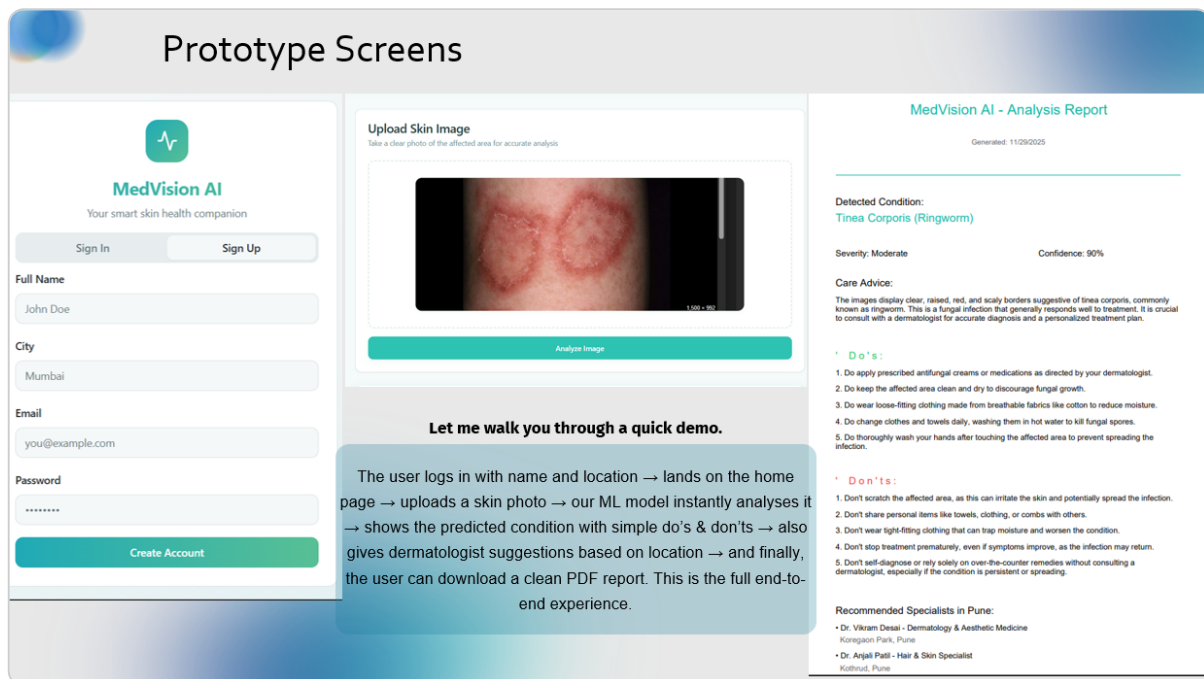 Prototype Screens
MedVision AI
Your smart skin health companion
Sign In
Sign Up
Full Name
John Doe
City
Mumbai
Email
you@example.com
Password
••••••••
Create Account
Upload Skin Image
Take a clear photo of the affected area for accurate analysis
1,500 × 992
Analyze Image
Let me walk you through a quick demo.
The user logs in with name and location → lands on the home
page → uploads a skin photo → our ML model instantly analyses it
→ shows the predicted condition with simple do's & don'ts → also
gives dermatologist suggestions based on location → and finally,
the user can download a clean PDF report. This is the full end-to-
end experience.
MedVision AI - Analysis Report
Generated: 11/29/2025
Detected Condition:
Tinea Corporis (Ringworm)
Severity: Moderate
Confidence: 90%
Care Advice:
The images display clear, raised, red, and scaly borders suggestive of tinea corporis, commonly
known as ringworm. This is a fungal infection that generally responds well to treatment. It is crucial
to consult with a dermatologist for accurate diagnosis and a personalized treatment plan.
' Do's:
1. Do apply prescribed antifungal creams or medications as directed by your dermatologist.
2. Do keep the affected area clean and dry to discourage fungal growth.
3. Do wear loose-fitting clothing made from breathable fabrics like cotton to reduce moisture.
4. Do change clothes and towels daily, washing them in hot water to kill fungal spores.
5. Do thoroughly wash your hands after touching the affected area to prevent spreading the
infection.
' Don'ts:
1. Don't scratch the affected area, as this can irritate the skin and potentially spread the infection.
2. Don't share personal items like towels, clothing, or combs with others.
3. Don't wear tight-fitting clothing that can trap moisture and worsen the condition.
4. Don't stop treatment prematurely, even if symptoms improve, as the infection may return.
5. Don't self-diagnose or rely solely on over-the-counter remedies without consulting a
dermatologist, especially if the condition is persistent or spreading.
Recommended Specialists in Pune:
• Dr. Vikram Desai - Dermatology & Aesthetic Medicine
Koregaon Park, Pune
• Dr. Anjali Patil - Hair & Skin Specialist
Kothrud, Pune